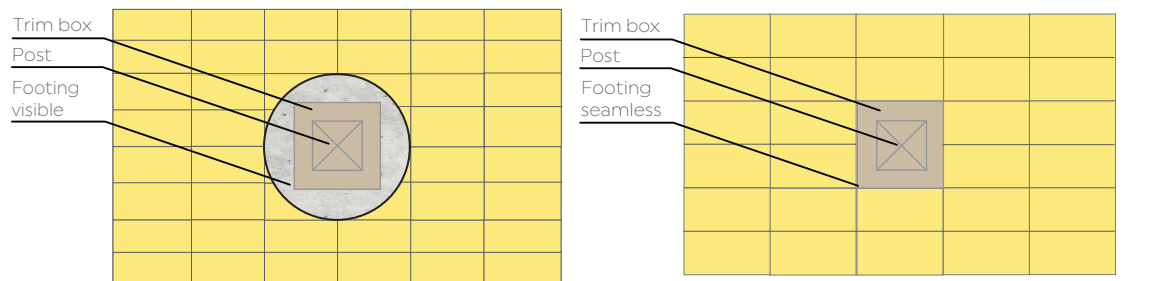 Trim box
Post
Footing
visible
Trim box
Post
Footing
seamless